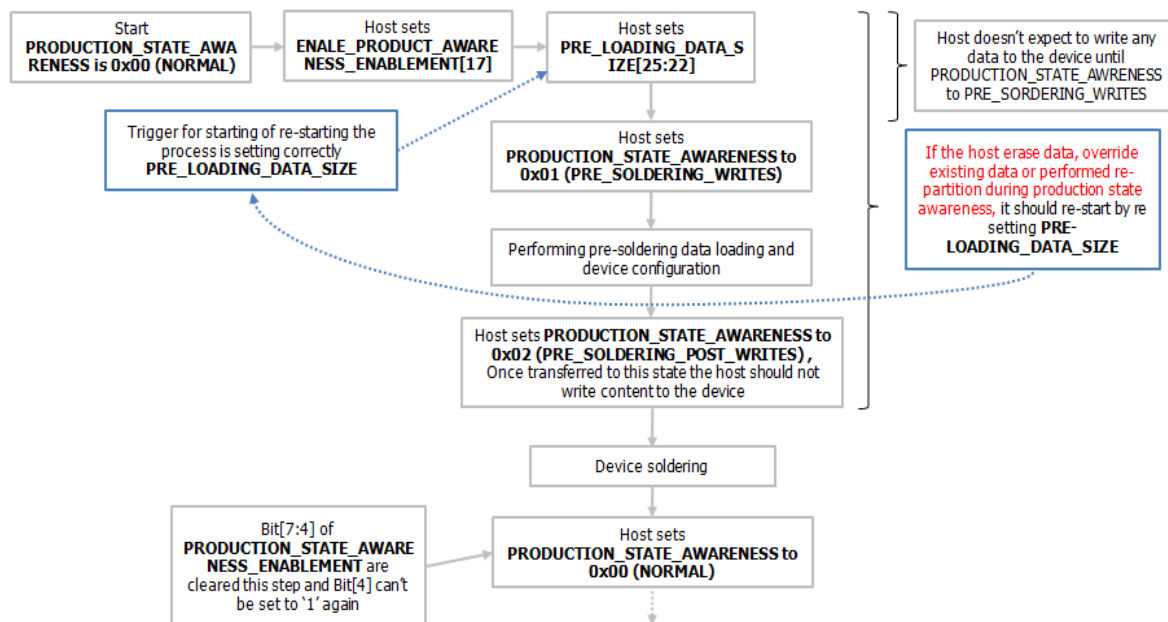 Start
PRODUCTION_STATE_AWA
RENESS is 0x00 (NORMAL)
Host sets
ENALE_PRODUCT_AWARE
NESS_ENABLEMENT[17]
Host sets
PRE_LOADING_DATA_S
IZE[25:22]
Host doesn't expect to write any
data to the device until
PRODUCTION_STATE_AWRENESS
to PRE_SORDERING_WRITES
Trigger for starting of re-starting the
process is setting correctly
PRE_LOADING_DATA_SIZE
Host sets
PRODUCTION_STATE_AWARENESS to
0x01 (PRE_SOLDERING_WRITES)
If the host erase data, override
existing data or performed re-
partition during production state
awareness, it should re-start by re
setting PRE-
LOADING_DATA_SIZE
Performing pre-soldering data loading and
device configuration
Host sets PRODUCTION_STATE_AWARENESS to
0x02 (PRE_SOLDERING_POST_WRITES) ,
Once transferred to this state the host should not
write content to the device
Device soldering
Bit[7:4] of
PRODUCTION_STATE_AWARE
NESS_ENABLEMENT are
cleared this step and Bit[4] can't
be set to ‘1’ again
Host sets
PRODUCTION_STATE_AWARENESS to
0x00 (NORMAL)